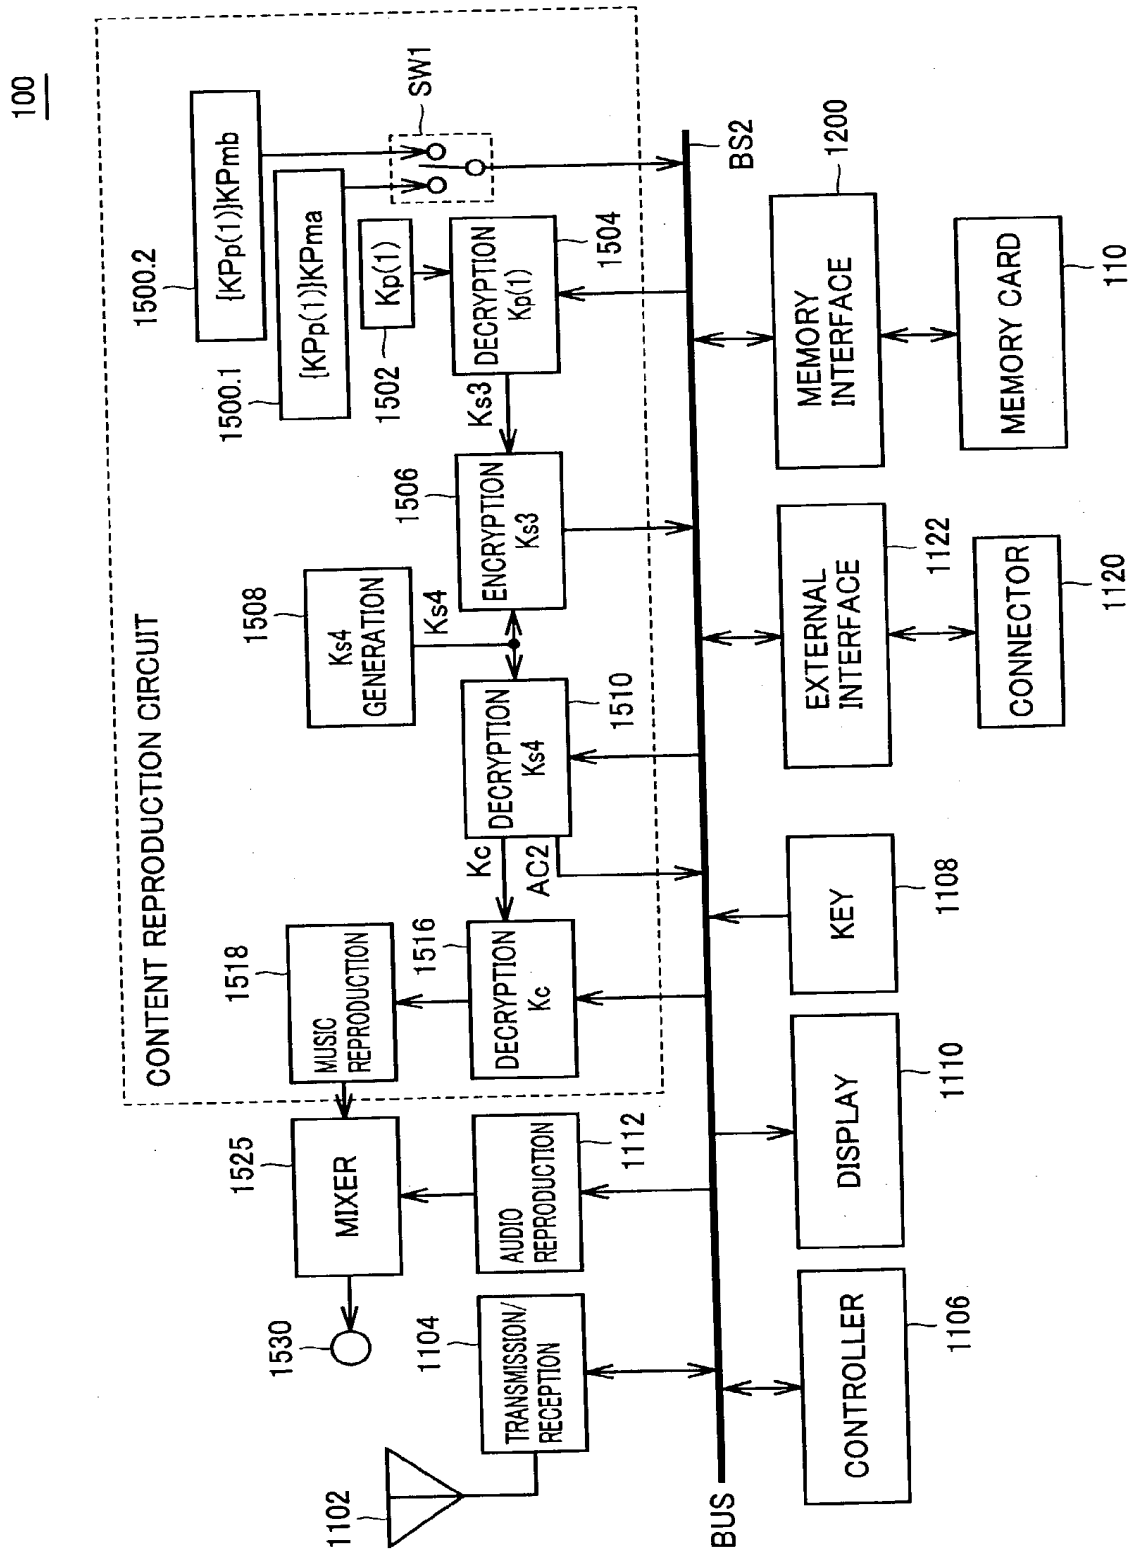 100
CONTENT REPRODUCTION CIRCUIT
1500.2
{KPp(1)}KPmb
1500.1
{KPp(1)}KPma
SW1
1502
Kp(1)
DECRYPTION
Kp(1)
1504
Ks3
1506
ENCRYPTION
Ks3
1508
Ks4
GENERATION
Ks4
DECRYPTION
Ks4
1510
Kc
AC2
1516
DECRYPTION
Kc
1518
MUSIC
REPRODUCTION
1525
MIXER
1530
AUDIO
REPRODUCTION
1112
1104
TRANSMISSION/
RECEPTION
1102
BUS
BS2
CONTROLLER
1106
DISPLAY
1110
KEY
1108
EXTERNAL
INTERFACE
1122
CONNECTOR
1120
MEMORY
INTERFACE
1200
MEMORY CARD
110